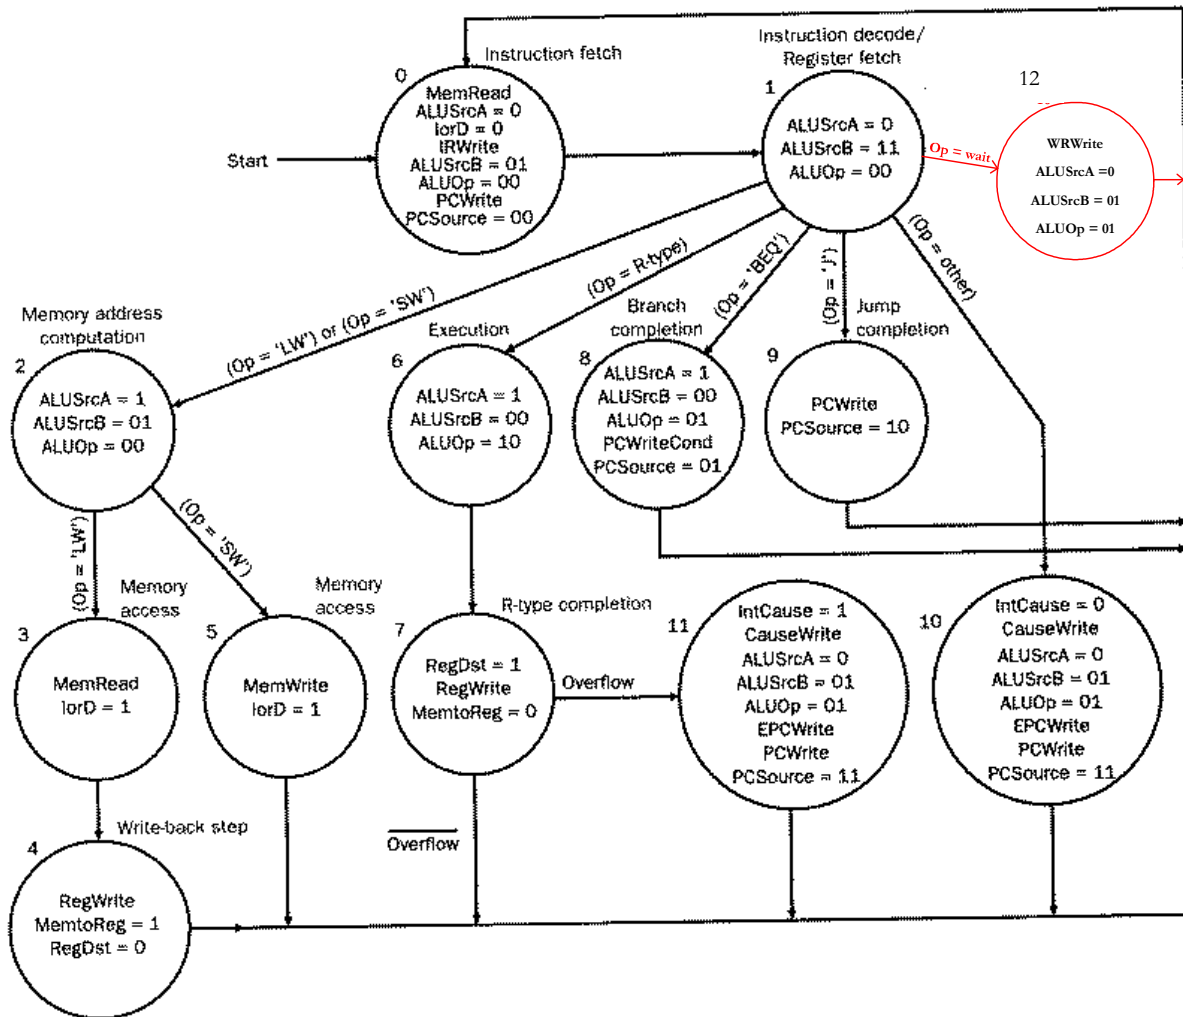 Instruction fetch
0
MemRead
ALUSrcA = 0
IorD = 0
IRWrite
ALUSrcB = 01
ALUOp = 00
PCWrite
PCSource = 00
Start
Instruction decode/
Register fetch
1
ALUSrcA = 0
ALUSrcB = 11
ALUOp = 00
Op = wait
12
WRWrite
ALUSrcA =0
ALUSrcB = 01
ALUOp = 01
(Op = 'LW') or (Op = 'SW')
(Op = R-type)
(Op = 'BEQ')
(Op = 'J')
(Op = other)
Memory address
computation
2
ALUSrcA = 1
ALUSrcB = 01
ALUOp = 00
Execution
6
ALUSrcA = 1
ALUSrcB = 00
ALUOp = 10
Branch
completion
8
ALUSrcA = 1
ALUSrcB = 00
ALUOp = 01
PCWriteCond
PCSource = 01
Jump
completion
9
PCWrite
PCSource = 10
(Op = 'LW')
(Op = 'SW')
Memory
access
3
MemRead
IorD = 1
Memory
access
5
MemWrite
IorD = 1
R-type completion
7
RegDst = 1
RegWrite
MemtoReg = 0
Overflow
Overflow
11
IntCause = 1
CauseWrite
ALUSrcA = 0
ALUSrcB = 01
ALUOp = 01
EPCWrite
PCWrite
PCSource = 11
10
IntCause = 0
CauseWrite
ALUSrcA = 0
ALUSrcB = 01
ALUOp = 01
EPCWrite
PCWrite
PCSource = 11
Write-back step
4
RegWrite
MemtoReg = 1
RegDst = 0